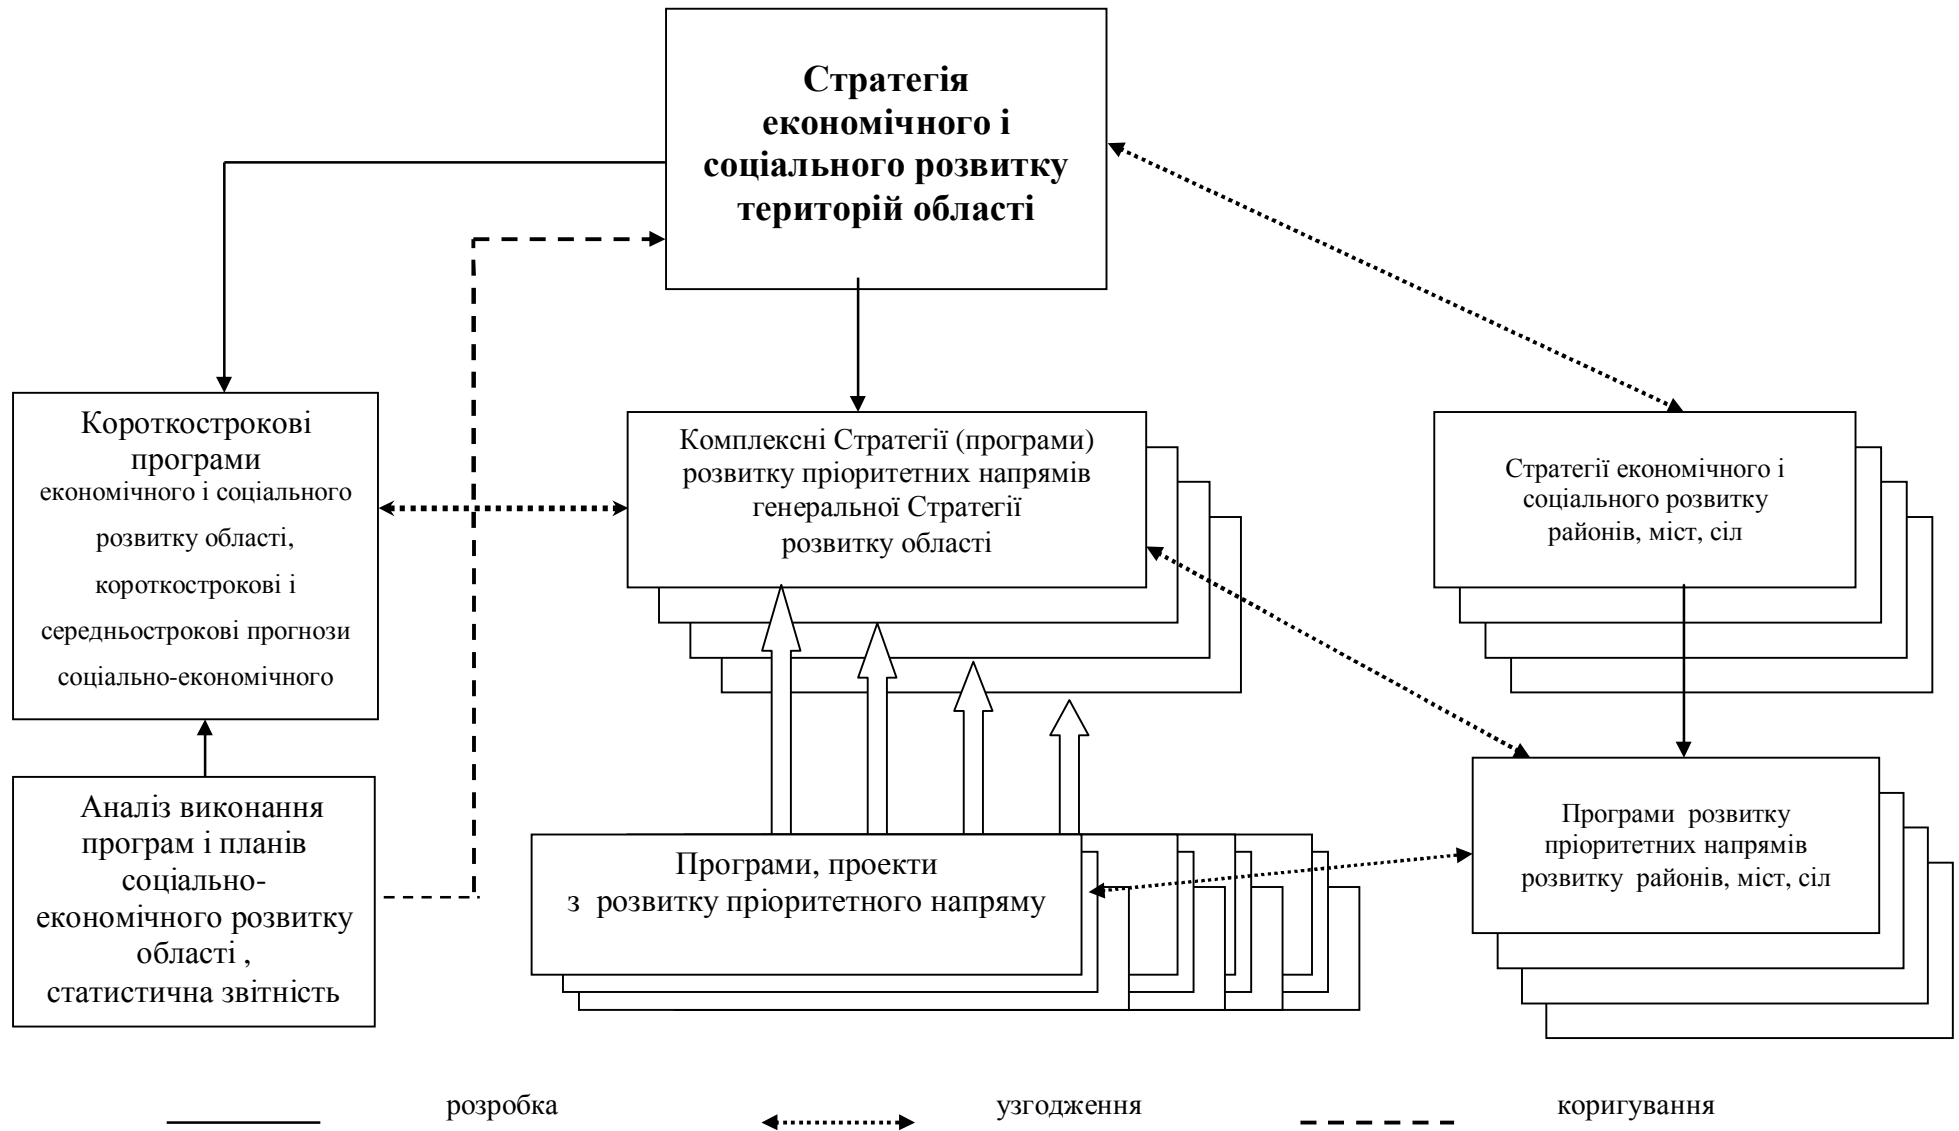 Стратегія
економічного і
соціального розвитку
територій області
Короткострокові
програми
економічного і соціального
розвитку області,
короткострокові і
середньострокові прогнози
соціально-економічного
Комплексні Стратегії (програми)
розвитку пріоритетних напрямів
генеральної Стратегії
розвитку області
Стратегії економічного і
соціального розвитку
районів, міст, сіл
Аналіз виконання
програм і планів
соціально-
економічного розвитку
області ,
статистична звітність
Програми, проекти
з розвитку пріоритетного напряму
Програми розвитку
пріоритетних напрямів
розвитку районів, міст, сіл
розробка
узгодження
коригування